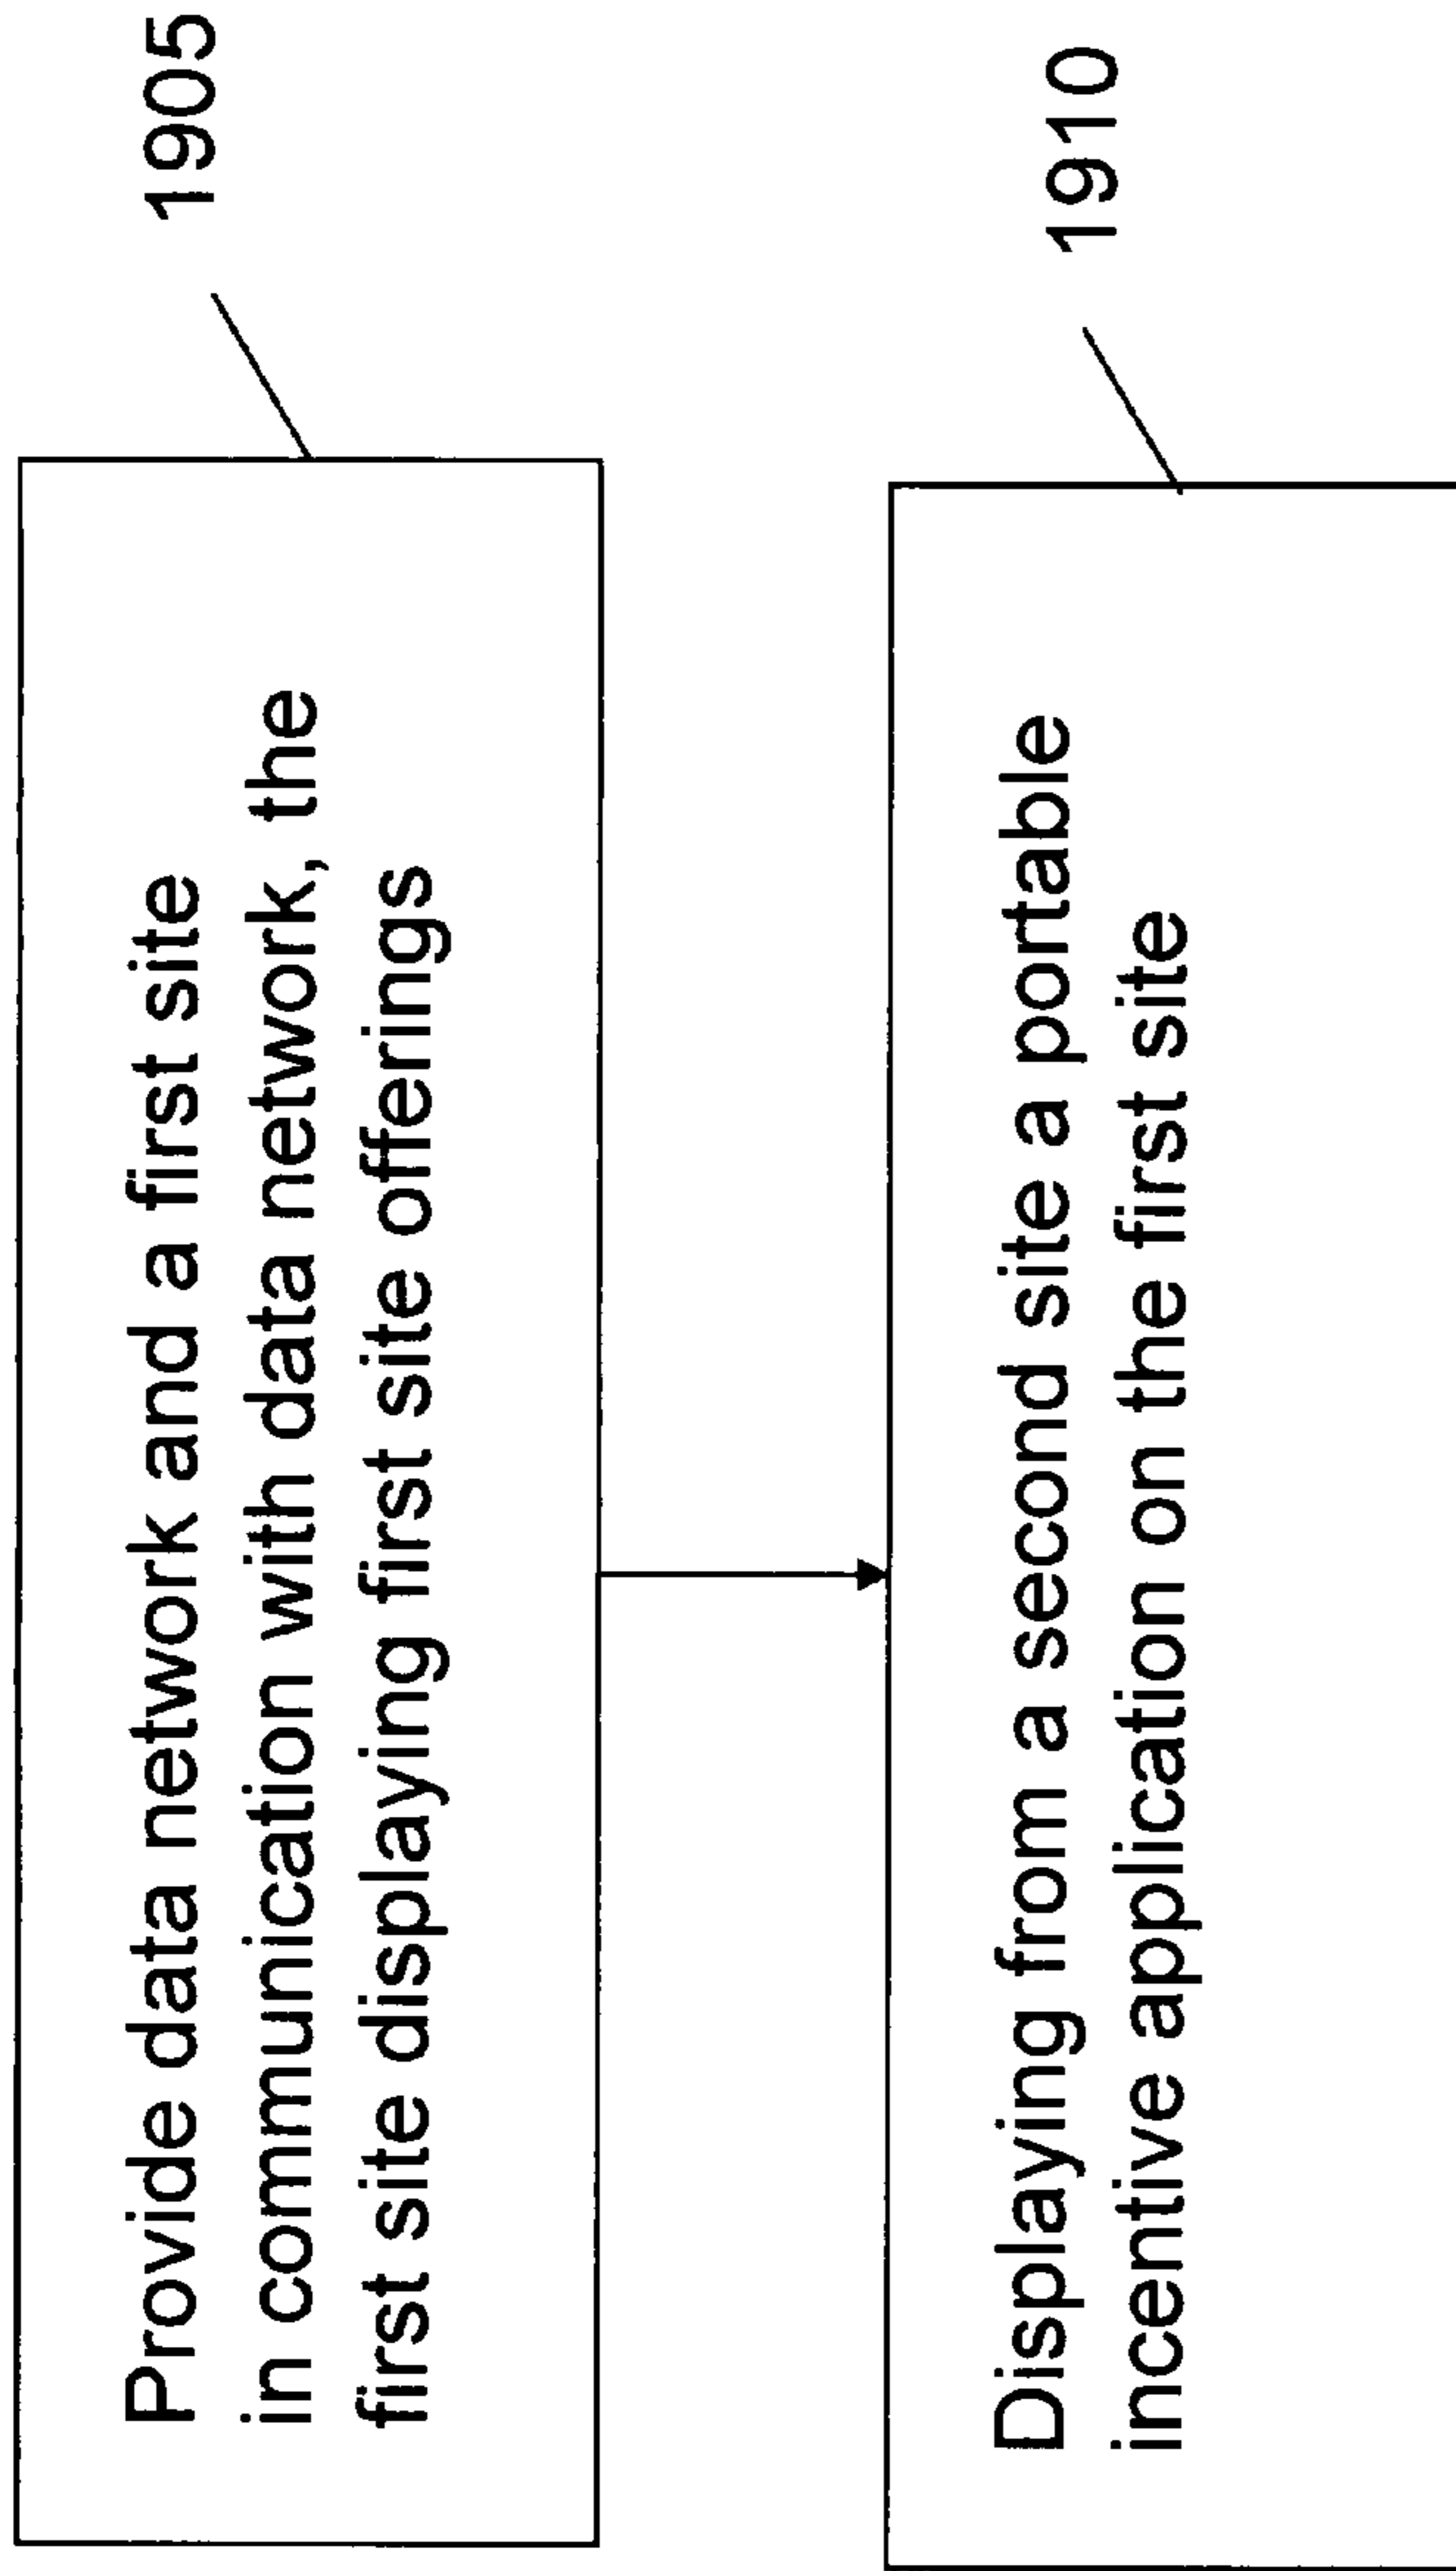 Provide data network and a first site
in communication with data network, the
first site displaying first site offerings
1905
Displaying from a second site a portable
incentive application on the first site
1910